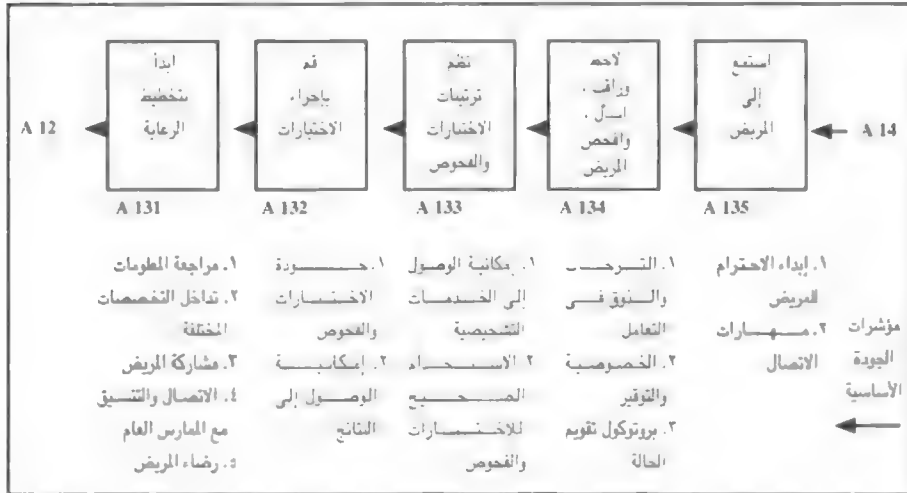 A 14
استمع
إلى
المريض
A 135
لاحظ
وراقب ،
اسأل ،
وافحص
المريض
A 134
نظم
ترتيبات
الاختبارات
والفحوص
A 133
قم
بإجراء
الاختبارات
A 132
ابدأ
بتخطيط
الرعاية
A 131
A 12
مؤشرات
الجودة
الأساسية
١. إبداء الاحترام
للمريض
٢. مهارات
الاتصال
١. الترحيب
والذوق فى
التعامل
٢. الخصوصية
والتوقير
٣. بروتوكول تقويم
الحالة
١. إمكانية الوصول
إلى الخدمات
التشخيصية
٢. الصحيح
للاختبارات
والفحوص
١. جودة
الاختبارات
والفحوص
٢. إمكانية
الوصول إلى
النتائج
١. مراجعة المعلومات
٢. تداخل التخصصات
المختلفة
٣. مشاركة المريض
٤. الاتصال والتنسيق
مع الممارس العام
٥. رضاء المريض